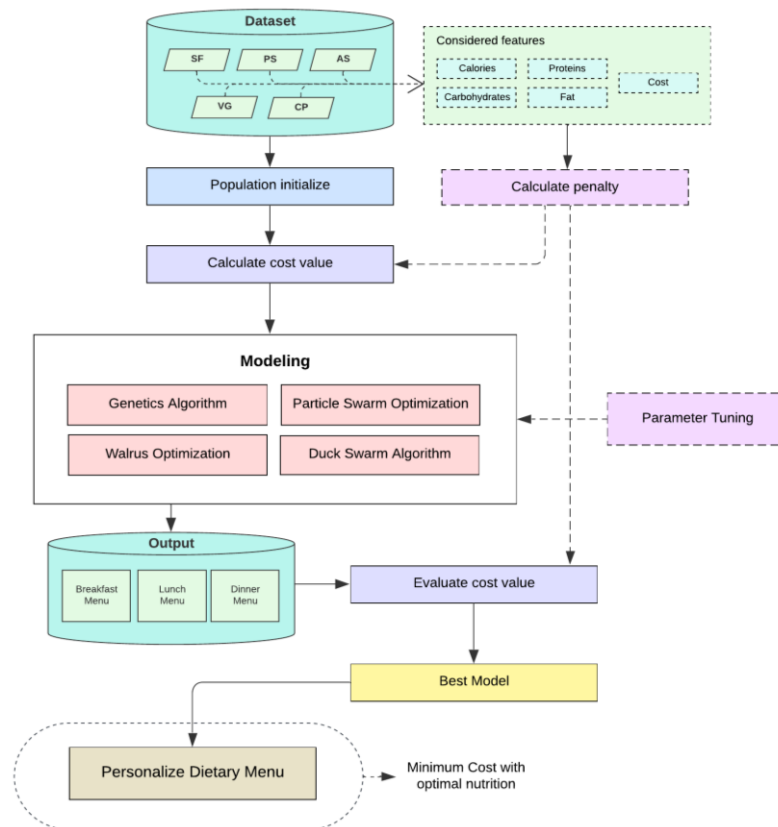 Dataset
SF
PS
AS
VG
CP
Considered features
Calories
Proteins
Cost
Carbohydrates
Fat
Population initialize
Calculate penalty
Calculate cost value
Modeling
Genetics Algorithm
Particle Swarm Optimization
Walrus Optimization
Duck Swarm Algorithm
Parameter Tuning
Output
Breakfast
Menu
Lunch
Menu
Dinner
Menu
Evaluate cost value
Best Model
Personalize Dietary Menu
Minimum Cost with
optimal nutrition